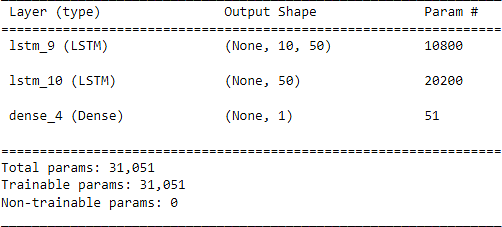 Layer (type) Output Shape Param #
=================================================================
lstm_9 (LSTM) (None, 10, 50) 10800
lstm_10 (LSTM) (None, 50) 20200
dense_4 (Dense) (None, 1) 51
=================================================================
Total params: 31,051
Trainable params: 31,051
Non-trainable params: 0